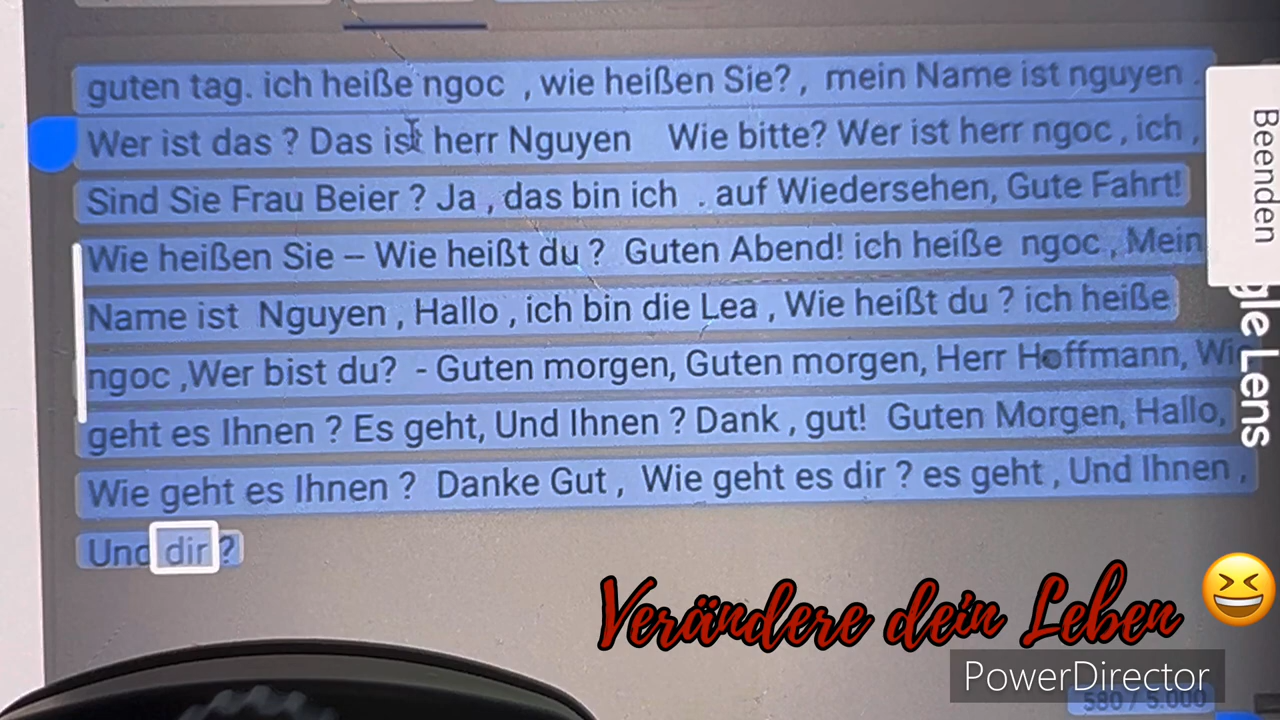 guten tag. ich heiße ngoc , wie heißen Sie? , mein Name ist nguyen .
Wer ist das ? Das ist herr Nguyen Wie bitte? Wer ist herr ngoc , ich ,
Sind Sie Frau Beier ? Ja , das bin ich . auf Wiedersehen, Gute Fahrt!
Wie heißen Sie – Wie heißt du ? Guten Abend! ich heiße ngoc , Mein
Name ist Nguyen , Hallo , ich bin die Lea , Wie heißt du ? ich heiße
ngoc ,Wer bist du? - Guten morgen, Guten morgen, Herr Hoffmann, Wie
geht es Ihnen ? Es geht, Und Ihnen ? Dank , gut! Guten Morgen, Hallo,
Wie geht es Ihnen ? Danke Gut , Wie geht es dir ? es geht , Und Ihnen ,
Und dir ?
Beenden
gle Lens
Verändere dein Leben
PowerDirector
580 / 5.000